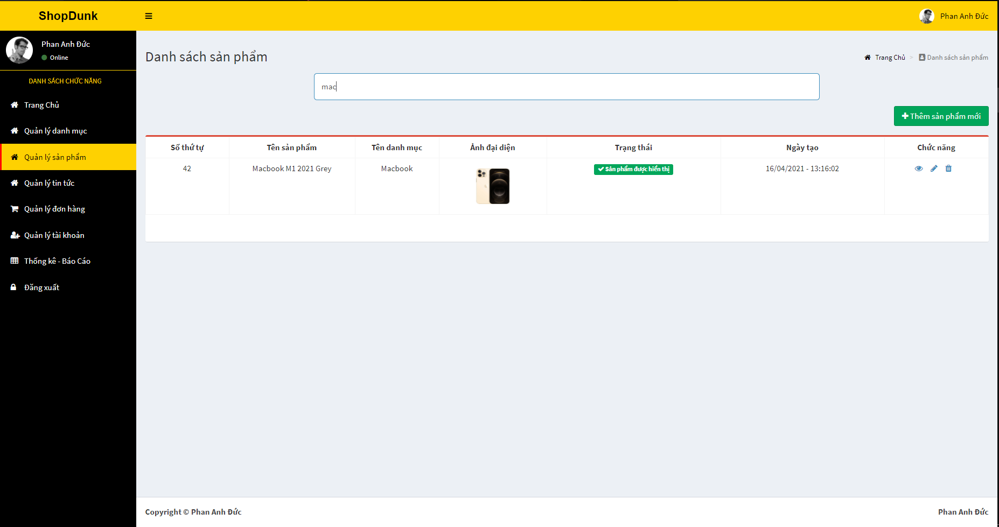 ShopDunk
Phan Anh Đức
Phan Anh Đức
Online
DANH SÁCH CHỨC NĂNG
Trang Chủ
Quản lý danh mục
Quản lý sản phẩm
Quản lý tin tức
Quản lý đơn hàng
Quản lý tài khoản
Thống kê - Báo Cáo
Đăng xuất
Danh sách sản phẩm
Trang Chủ > Danh sách sản phẩm
mac
Thêm sản phẩm mới
Số thứ tự Tên sản phẩm Tên danh mục Ảnh đại diện Trạng thái Ngày tạo Chức năng
42 Macbook M1 2021 Grey Macbook Sản phẩm được hiển thị 16/04/2021 - 13:16:02
Copyright © Phan Anh Đức
Phan Anh Đức